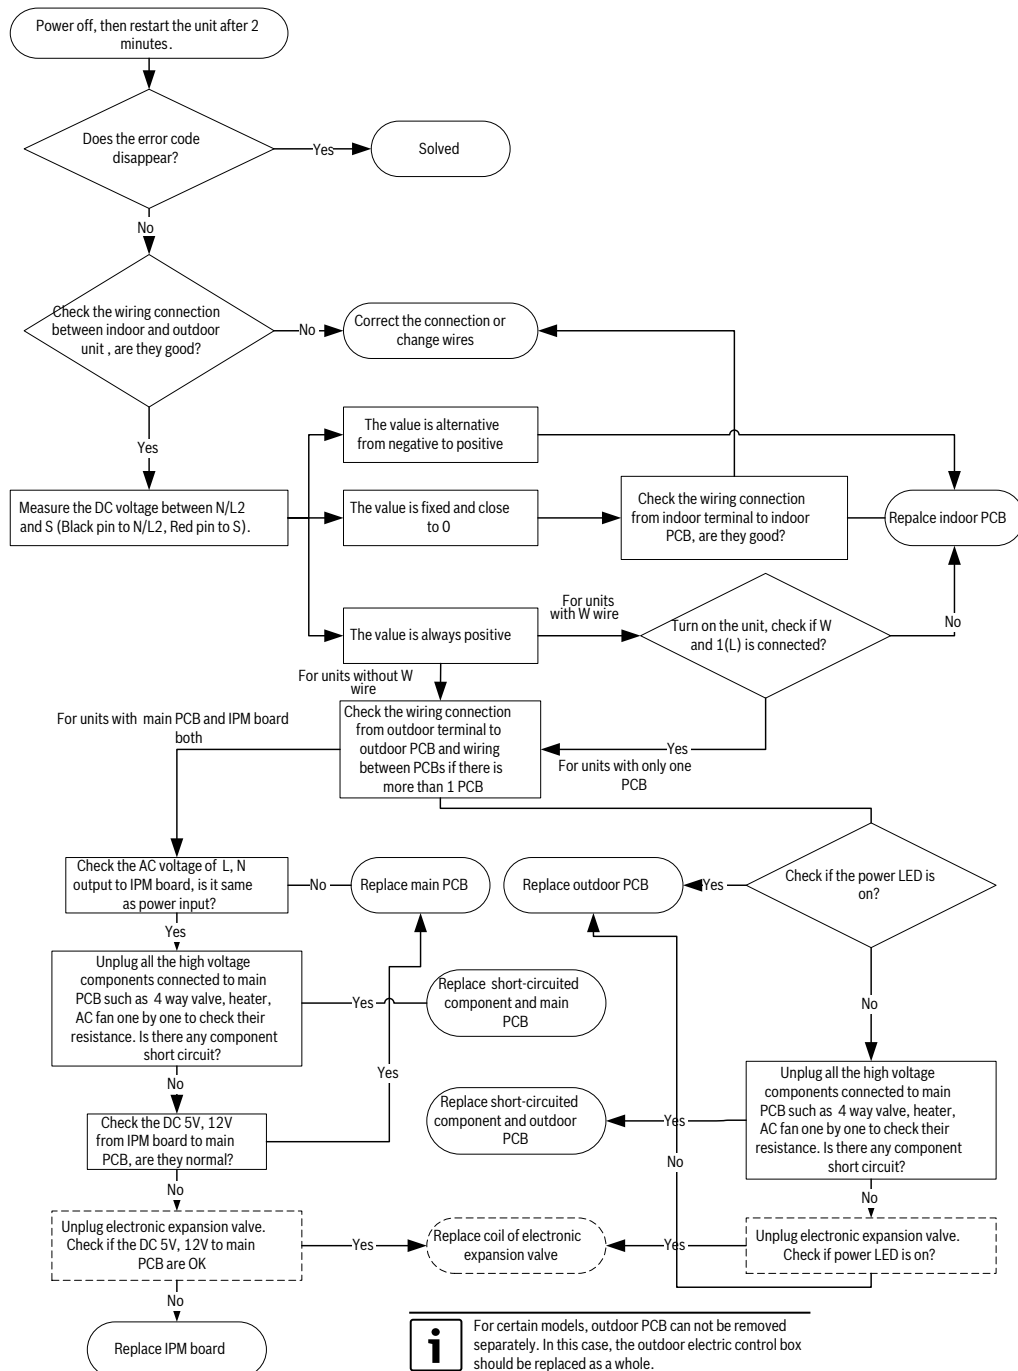 Power off, then restart the unit after 2
minutes.
Does the error code
disappear?
Yes
Solved
No
Check the wiring connection
between indoor and outdoor
unit , are they good?
No
Correct the connection or
change wires
Yes
The value is alternative
from negative to positive
Measure the DC voltage between N/L2
and S (Black pin to N/L2, Red pin to S).
The value is fixed and close
to 0
Check the wiring connection
from indoor terminal to indoor
PCB, are they good?
Repalce indoor PCB
The value is always positive
For units
with W wire
Turn on the unit, check if W
and 1(L) is connected?
No
For units without W
wire
For units with main PCB and IPM board
both
Check the wiring connection
from outdoor terminal to
outdoor PCB and wiring
between PCBs if there is
more than 1 PCB
Yes
For units with only one
PCB
Check the AC voltage of L, N
output to IPM board, is it same
as power input?
No
Replace main PCB
Replace outdoor PCB
Yes
Check if the power LED is
on?
Yes
Unplug all the high voltage
components connected to main
PCB such as 4 way valve, heater,
AC fan one by one to check their
resistance. Is there any component
short circuit?
Yes
Replace short-circuited
component and main
PCB
No
No
Yes
Check the DC 5V, 12V
from IPM board to main
PCB, are they normal?
Replace short-circuited
component and outdoor
PCB
Yes
Unplug all the high voltage
components connected to main
PCB such as 4 way valve, heater,
AC fan one by one to check their
resistance. Is there any component
short circuit?
No
No
No
Unplug electronic expansion valve.
Check if the DC 5V, 12V to main
PCB are OK
Yes
Replace coil of electronic
expansion valve
Yes
Unplug electronic expansion valve.
Check if power LED is on?
No
Replace IPM board
i
For certain models, outdoor PCB can not be removed
separately. In this case, the outdoor electric control box
should be replaced as a whole.